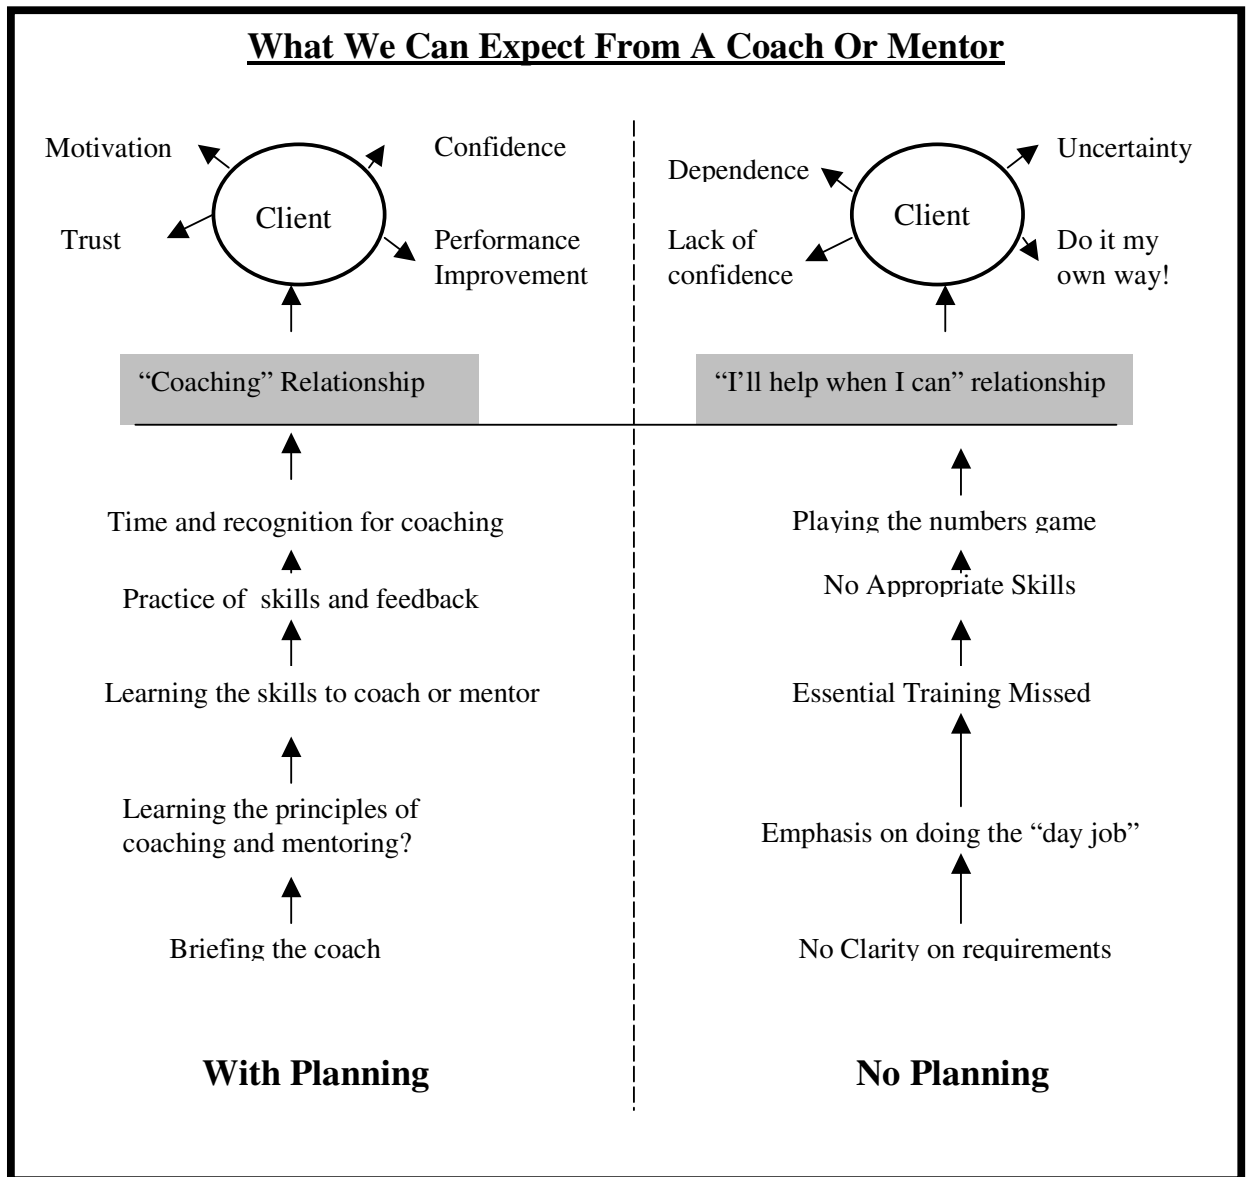 What We Can Expect From A Coach Or Mentor
Motivation
Confidence
Trust
Client
Performance
Improvement
"Coaching" Relationship
Time and recognition for coaching
Practice of skills and feedback
Learning the skills to coach or mentor
Learning the principles of
coaching and mentoring?
Briefing the coach
With Planning
Dependence
Uncertainty
Lack of
confidence
Client
Do it my
own way!
"I'll help when I can" relationship
Playing the numbers game
No Appropriate Skills
Essential Training Missed
Emphasis on doing the "day job"
No Clarity on requirements
No Planning